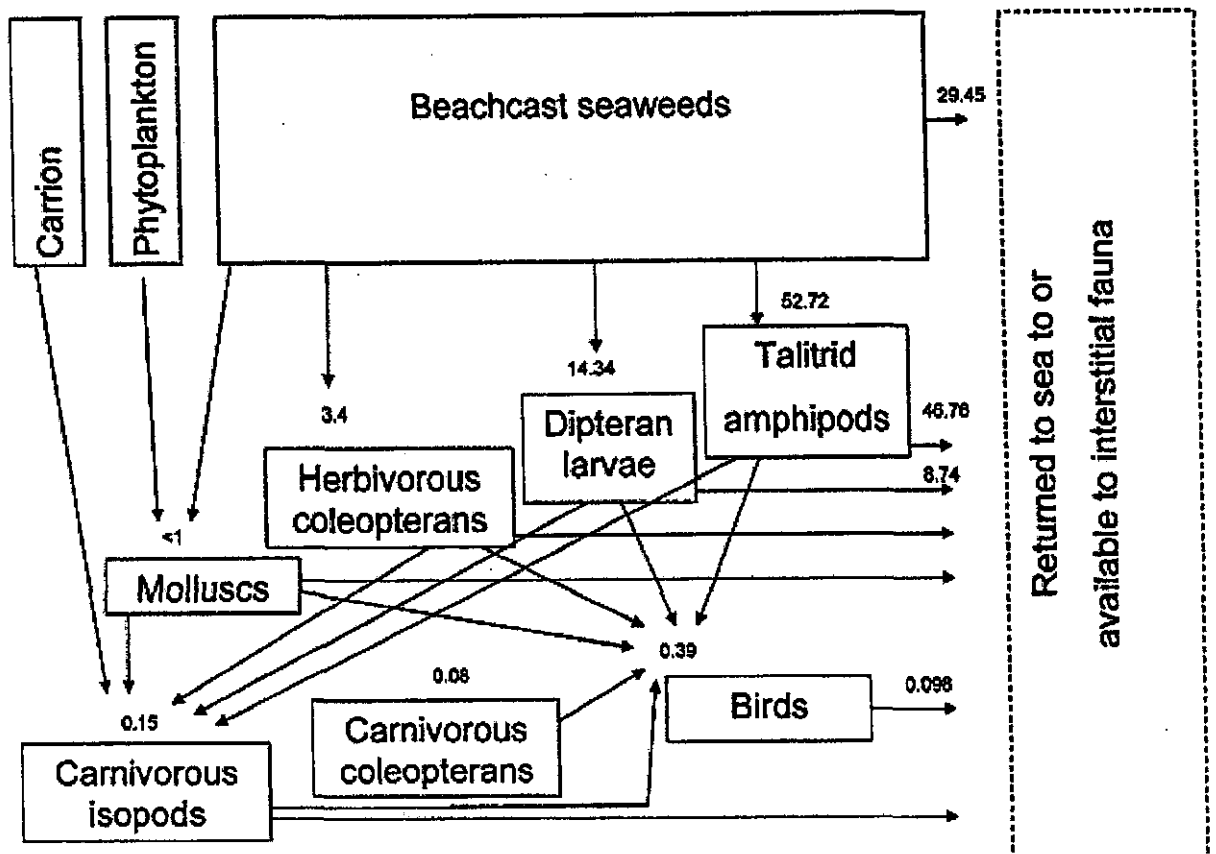 Carrion
Phytoplankton
Beachcast seaweeds
29.45
52.72
Talitrid
amphipods
46.76
14.34
Dipteran
larvae
8.74
3.4
Herbivorous
coleopterans
<1
Molluscs
0.39
0.08
Birds
0.098
Carnivorous
coleopterans
0.15
Carnivorous
isopods
Returned to sea to or
available to interstitial fauna